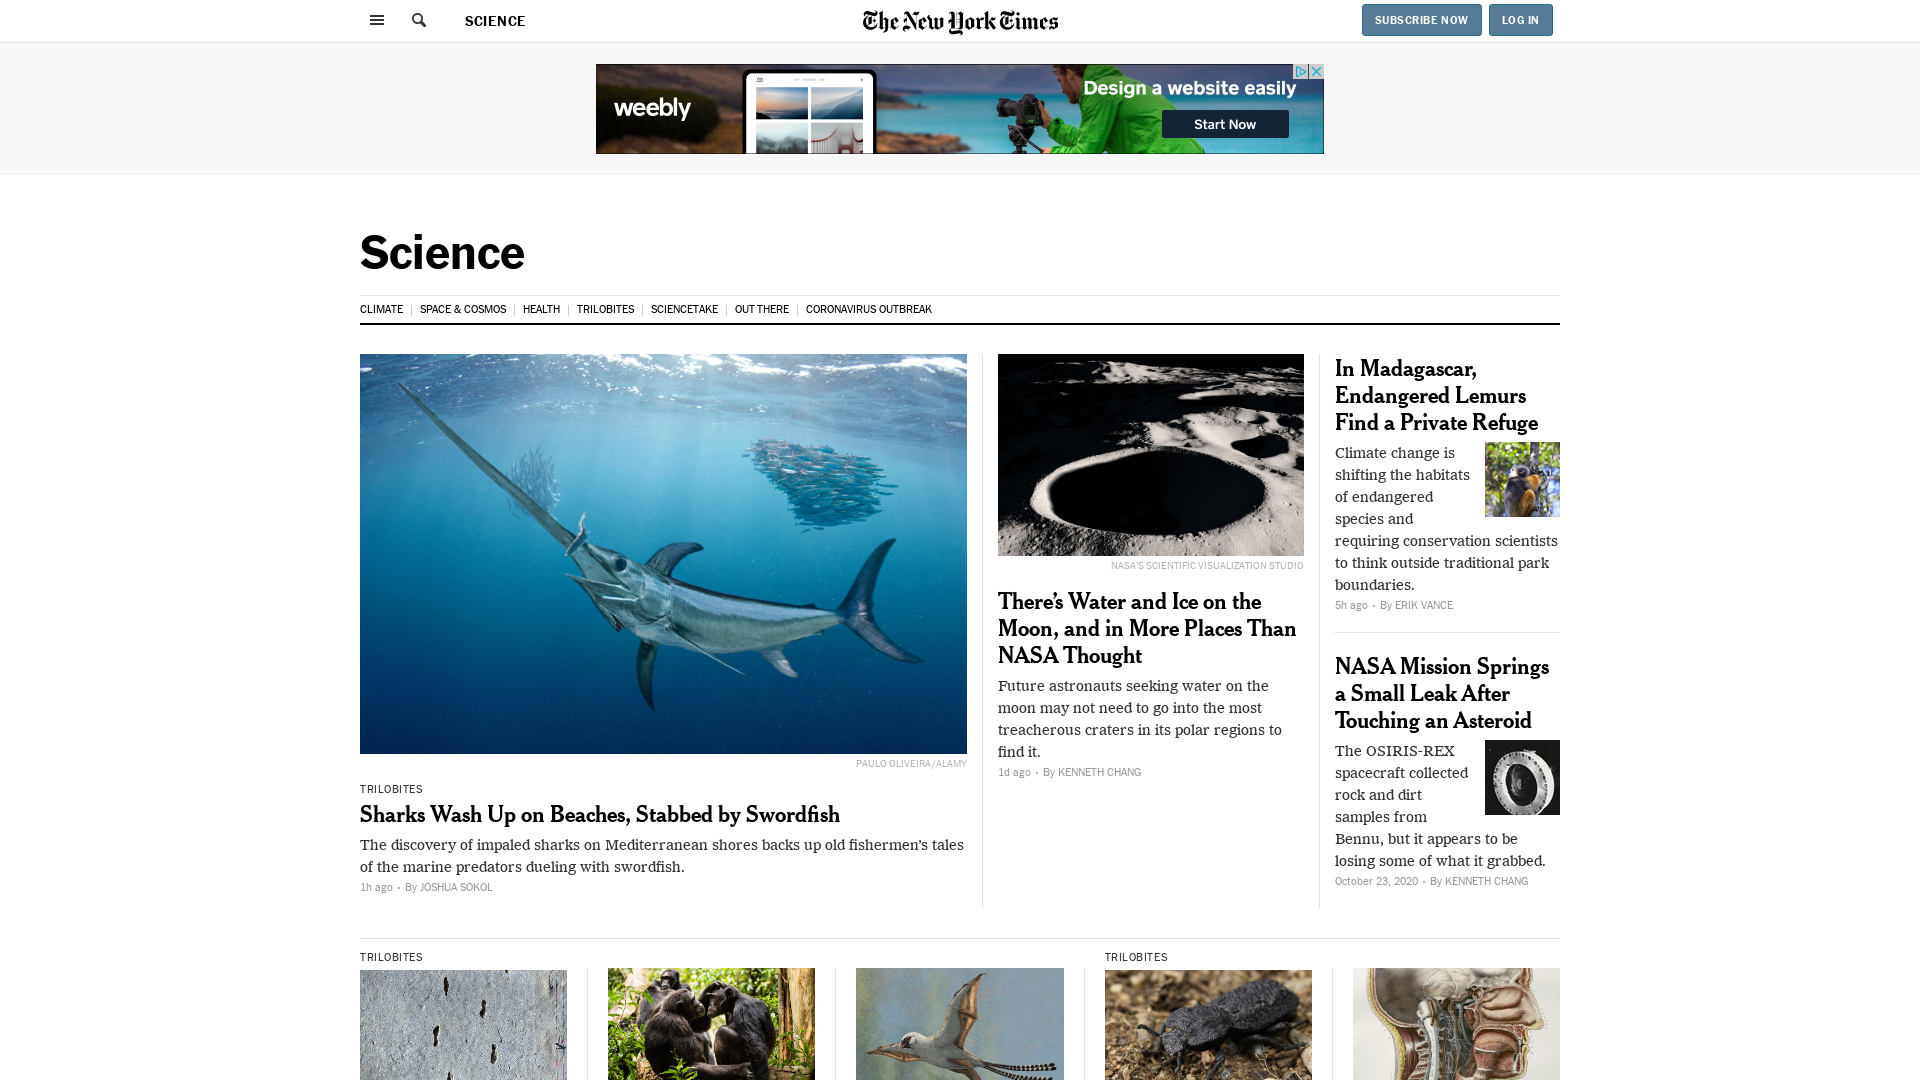 SCIENCE
The New York Times
SUBSCRIBE NOW
LOG IN
weebly
Design a website easily
Start Now
Science
CLIMATE
SPACE & COSMOS
HEALTH
TRILOBITES
SCIENCETAKE
OUT THERE
CORONAVIRUS OUTBREAK
PAULO OLIVEIRA/ALAMY
TRILOBITES
Sharks Wash Up on Beaches, Stabbed by Swordfish
The discovery of impaled sharks on Mediterranean shores backs up old fishermen’s tales
of the marine predators dueling with swordfish.
1h ago • By JOSHUA SOKOL
NASA'S SCIENTIFIC VISUALIZATION STUDIO
There’s Water and Ice on the
Moon, and in More Places Than
NASA Thought
Future astronauts seeking water on the
moon may not need to go into the most
treacherous craters in its polar regions to
find it.
1d ago • By KENNETH CHANG
In Madagascar,
Endangered Lemurs
Find a Private Refuge
Climate change is
shifting the habitats
of endangered
species and
requiring conservation scientists
to think outside traditional park
boundaries.
5h ago • By ERIK VANCE
NASA Mission Springs
a Small Leak After
Touching an Asteroid
The OSIRIS-REX
spacecraft collected
rock and dirt
samples from
Bennu, but it appears to be
losing some of what it grabbed.
October 23, 2020 • By KENNETH CHANG
TRILOBITES
TRILOBITES